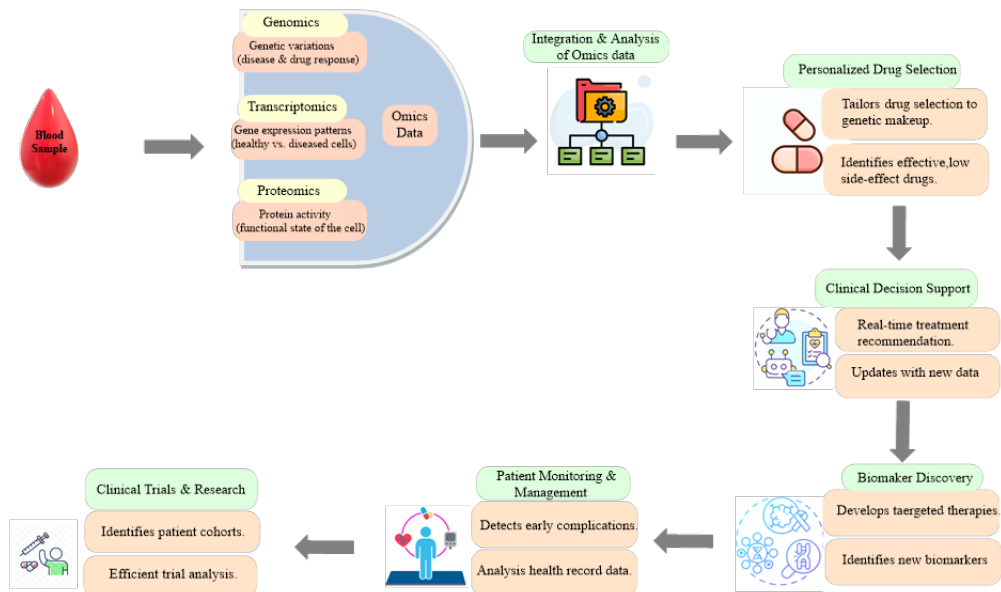 Blood
Sample
Genomics
Genetic variations
(disease & drug response)
Transcriptomics
Gene expression patterns
(healthy vs. diseased cells)
Proteomics
Protein activity
(functional state of the cell)
Omics
Data
Integration & Analysis
of Omics data
Personalized Drug Selection
Tailors drug selection to
genetic makeup.
Identifies effective,low
side-effect drugs.
Clinical Decision Support
Real-time treatment
recommendation.
Updates with new data
Biomaker Discovery
Develops taergeted therapies.
Identifies new biomarkers
Patient Monitoring &
Management
Detects early complications.
Analysis health record data.
Clinical Trials & Research
Identifies patient cohorts.
Efficient trial analysis.